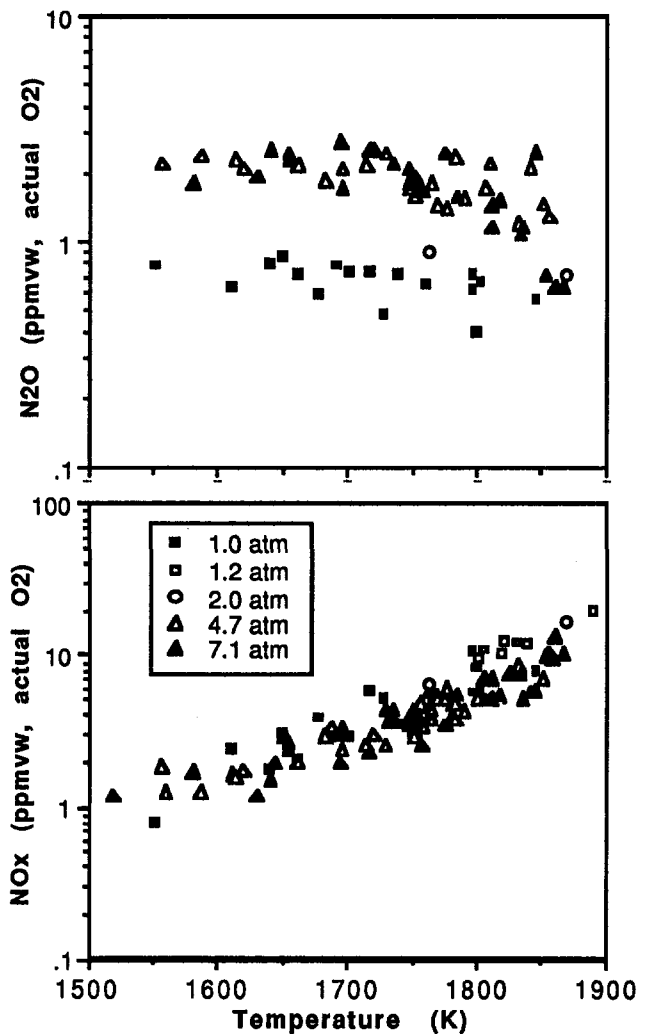 10
1
.1
N2O (ppmvw, actual O2)
100
10
1
.1
NOx (ppmvw, actual O2)
1.0 atm
1.2 atm
2.0 atm
4.7 atm
7.1 atm
1500 1600 1700 1800 1900
Temperature (K)